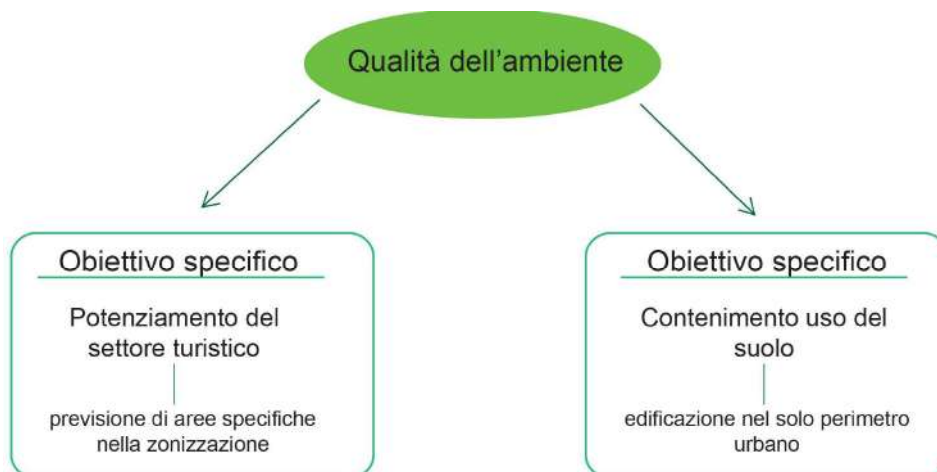 Qualità dell'ambiente
Obiettivo specifico
Potenziamento del
settore turistico
previsione di aree specifiche
nella zonizzazione
Obiettivo specifico
Contenimento uso del
suolo
edificazione nel solo perimetro
urbano